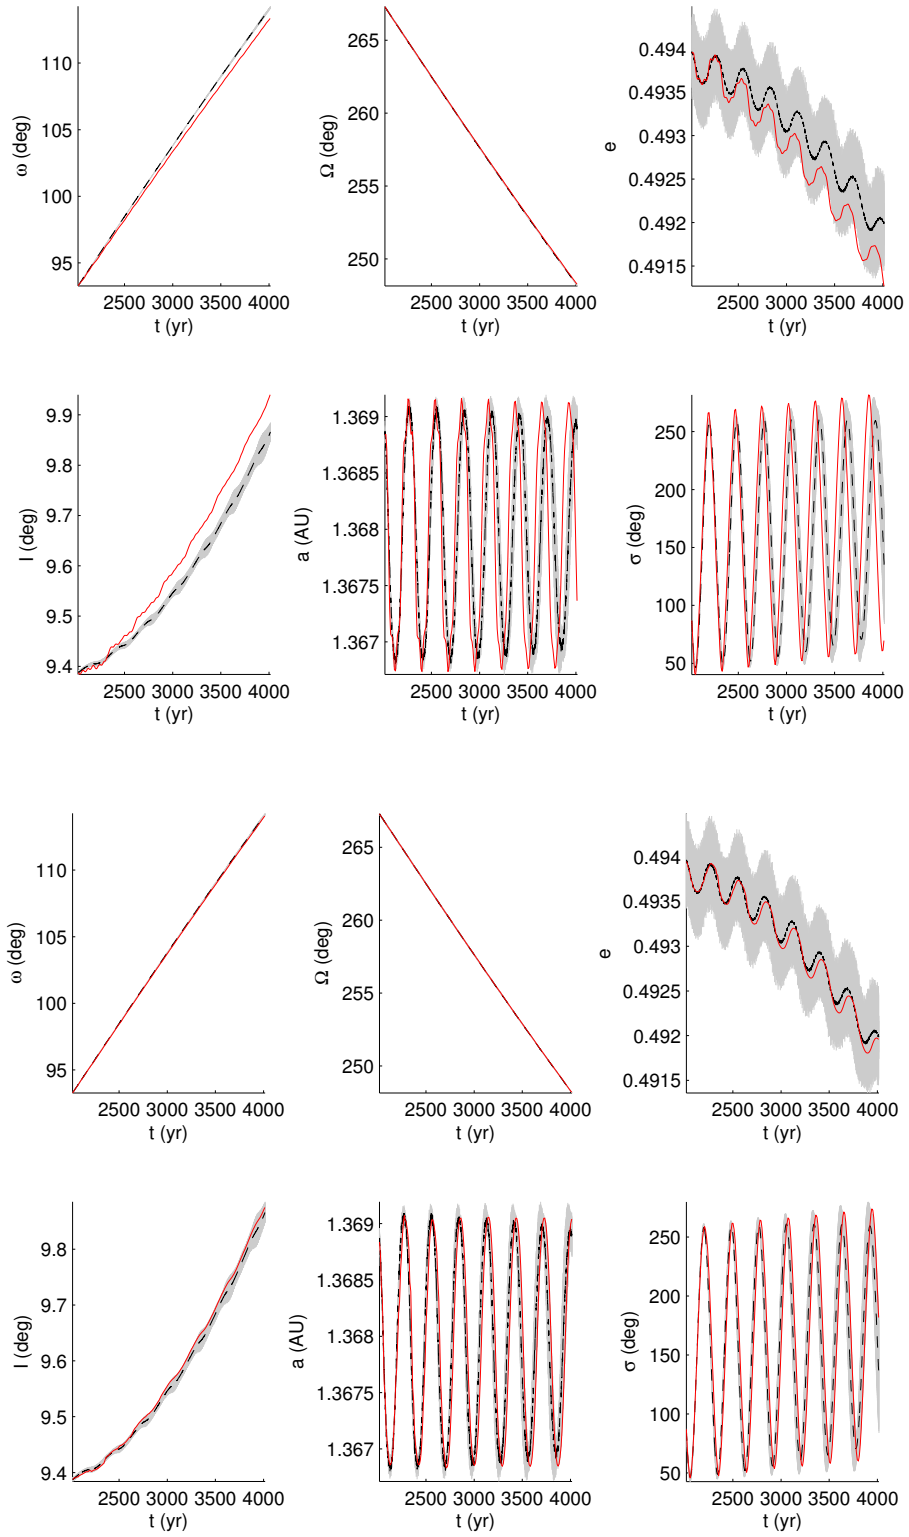 110
105
100
95
ω (deg)
2500 3000 3500 4000
t (yr)
265
260
255
250
Ω (deg)
2500 3000 3500 4000
t (yr)
0.494
0.4935
0.493
0.4925
0.492
0.4915
e
2500 3000 3500 4000
t (yr)
9.9
9.8
9.7
9.6
9.5
9.4
I (deg)
2500 3000 3500 4000
t (yr)
1.369
1.3685
1.368
1.3675
1.367
a (AU)
2500 3000 3500 4000
t (yr)
250
200
150
100
50
σ (deg)
2500 3000 3500 4000
t (yr)
110
105
100
95
ω (deg)
2500 3000 3500 4000
t (yr)
265
260
255
250
Ω (deg)
2500 3000 3500 4000
t (yr)
0.494
0.4935
0.493
0.4925
0.492
0.4915
e
2500 3000 3500 4000
t (yr)
9.8
9.7
9.6
9.5
9.4
I (deg)
2500 3000 3500 4000
t (yr)
1.369
1.3685
1.368
1.3675
1.367
a (AU)
2500 3000 3500 4000
t (yr)
250
200
150
100
50
σ (deg)
2500 3000 3500 4000
t (yr)